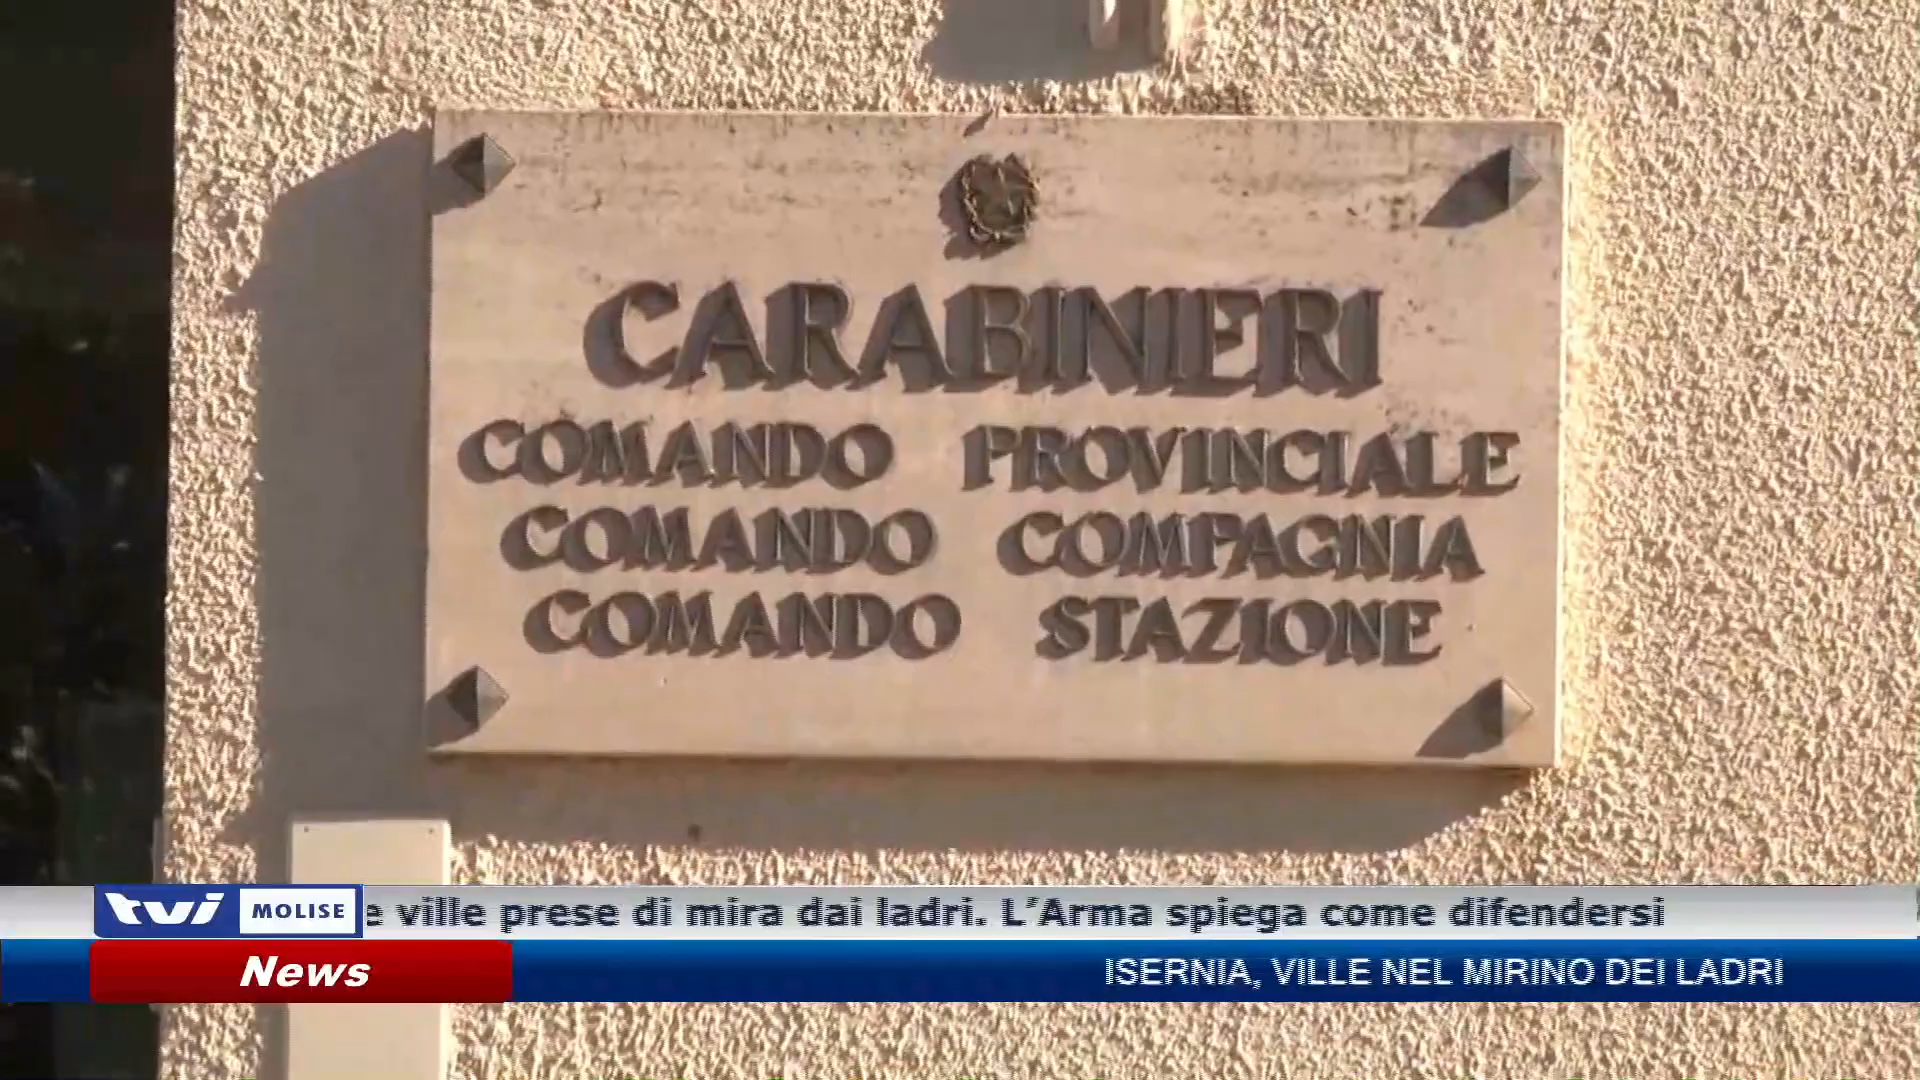 CARABINIERI
COMANDO PROVINCIALE
COMANDO COMPAGNIA
COMANDO STAZIONE
tvi MOLISE
e ville prese di mira dai ladri. L'Arma spiega come difendersi
News
ISERNIA, VILLE NEL MIRINO DEI LADRI